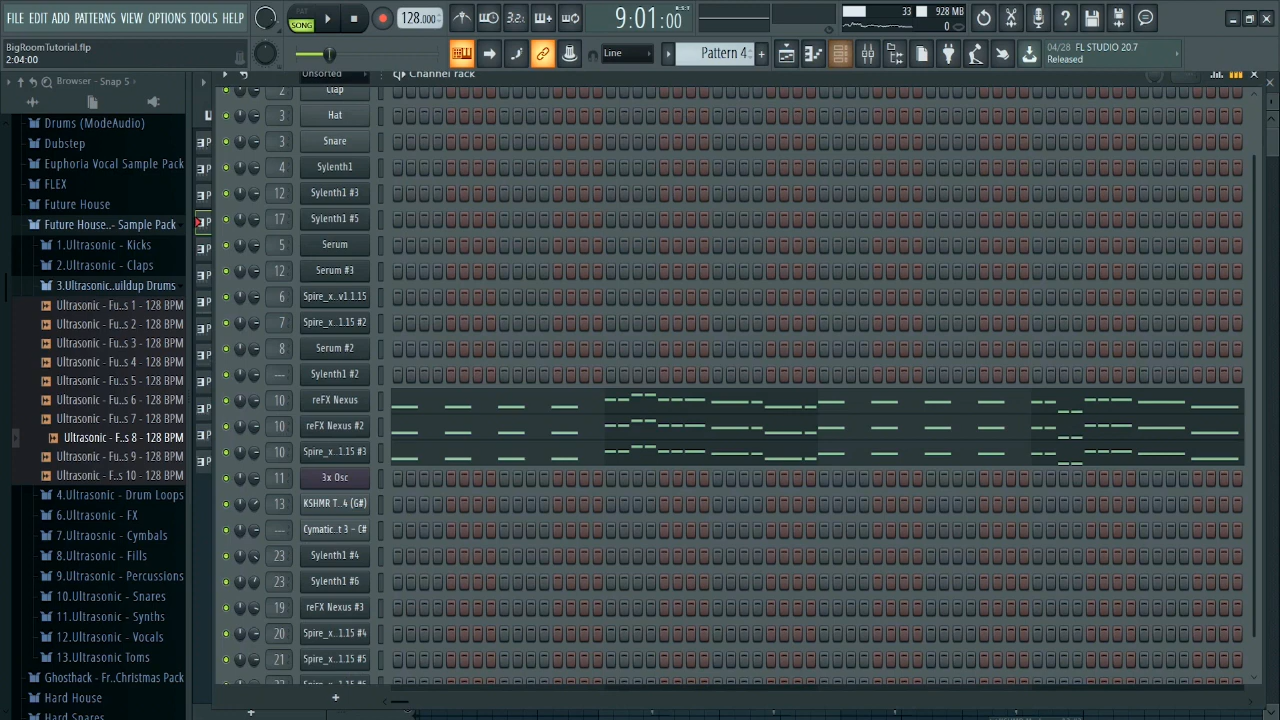 FILE EDIT ADD PATTERNS VIEW OPTIONS TOOLS HELP
PAT
SONG
128.000
3.2.
9:01:00
33
928 MB
0
BigRoomTutorial.flp
2:04:00
Line
Pattern 4
04/28 FL STUDIO 20.7
Released
Browser - Snap 5
Unsorted
Channel rack
Drums (ModeAudio)
Dubstep
Euphoria Vocal Sample Pack
FLEX
Future House
Future House..- Sample Pack
1.Ultrasonic - Kicks
2.Ultrasonic - Claps
3.Ultrasonic..uildup Drums
Ultrasonic - Fu..s 1 - 128 BPM
Ultrasonic - Fu..s 2 - 128 BPM
Ultrasonic - Fu..s 3 - 128 BPM
Ultrasonic - Fu..s 4 - 128 BPM
Ultrasonic - Fu..s 5 - 128 BPM
Ultrasonic - Fu..s 6 - 128 BPM
Ultrasonic - Fu..s 7 - 128 BPM
Ultrasonic - F..s 8 - 128 BPM
Ultrasonic - Fu..s 9 - 128 BPM
Ultrasonic - F..s 10 - 128 BPM
4.Ultrasonic - Drum Loops
6.Ultrasonic - FX
7.Ultrasonic - Cymbals
8.Ultrasonic - Fills
9.Ultrasonic - Percussions
10.Ultrasonic - Snares
11.Ultrasonic - Synths
12.Ultrasonic - Vocals
13.Ultrasonic Toms
Ghosthack - Fr..Christmas Pack
Hard House
Hard Snares
2 Clap
3 Hat
3 Snare
4 Sylenth1
12 Sylenth1 #3
17 Sylenth1 #5
5 Serum
12 Serum #3
6 Spire_x..v1.1.15
7 Spire_x..1.15 #2
8 Serum #2
--- Sylenth1 #2
10 reFX Nexus
10 reFX Nexus #2
10 Spire_x..1.15 #3
11 3x Osc
13 KSHMR T...4 (G#)
--- Cymatic..t 3 - C#
23 Sylenth1 #4
23 Sylenth1 #6
19 reFX Nexus #3
20 Spire_x..1.15 #4
21 Spire_x..1.15 #5